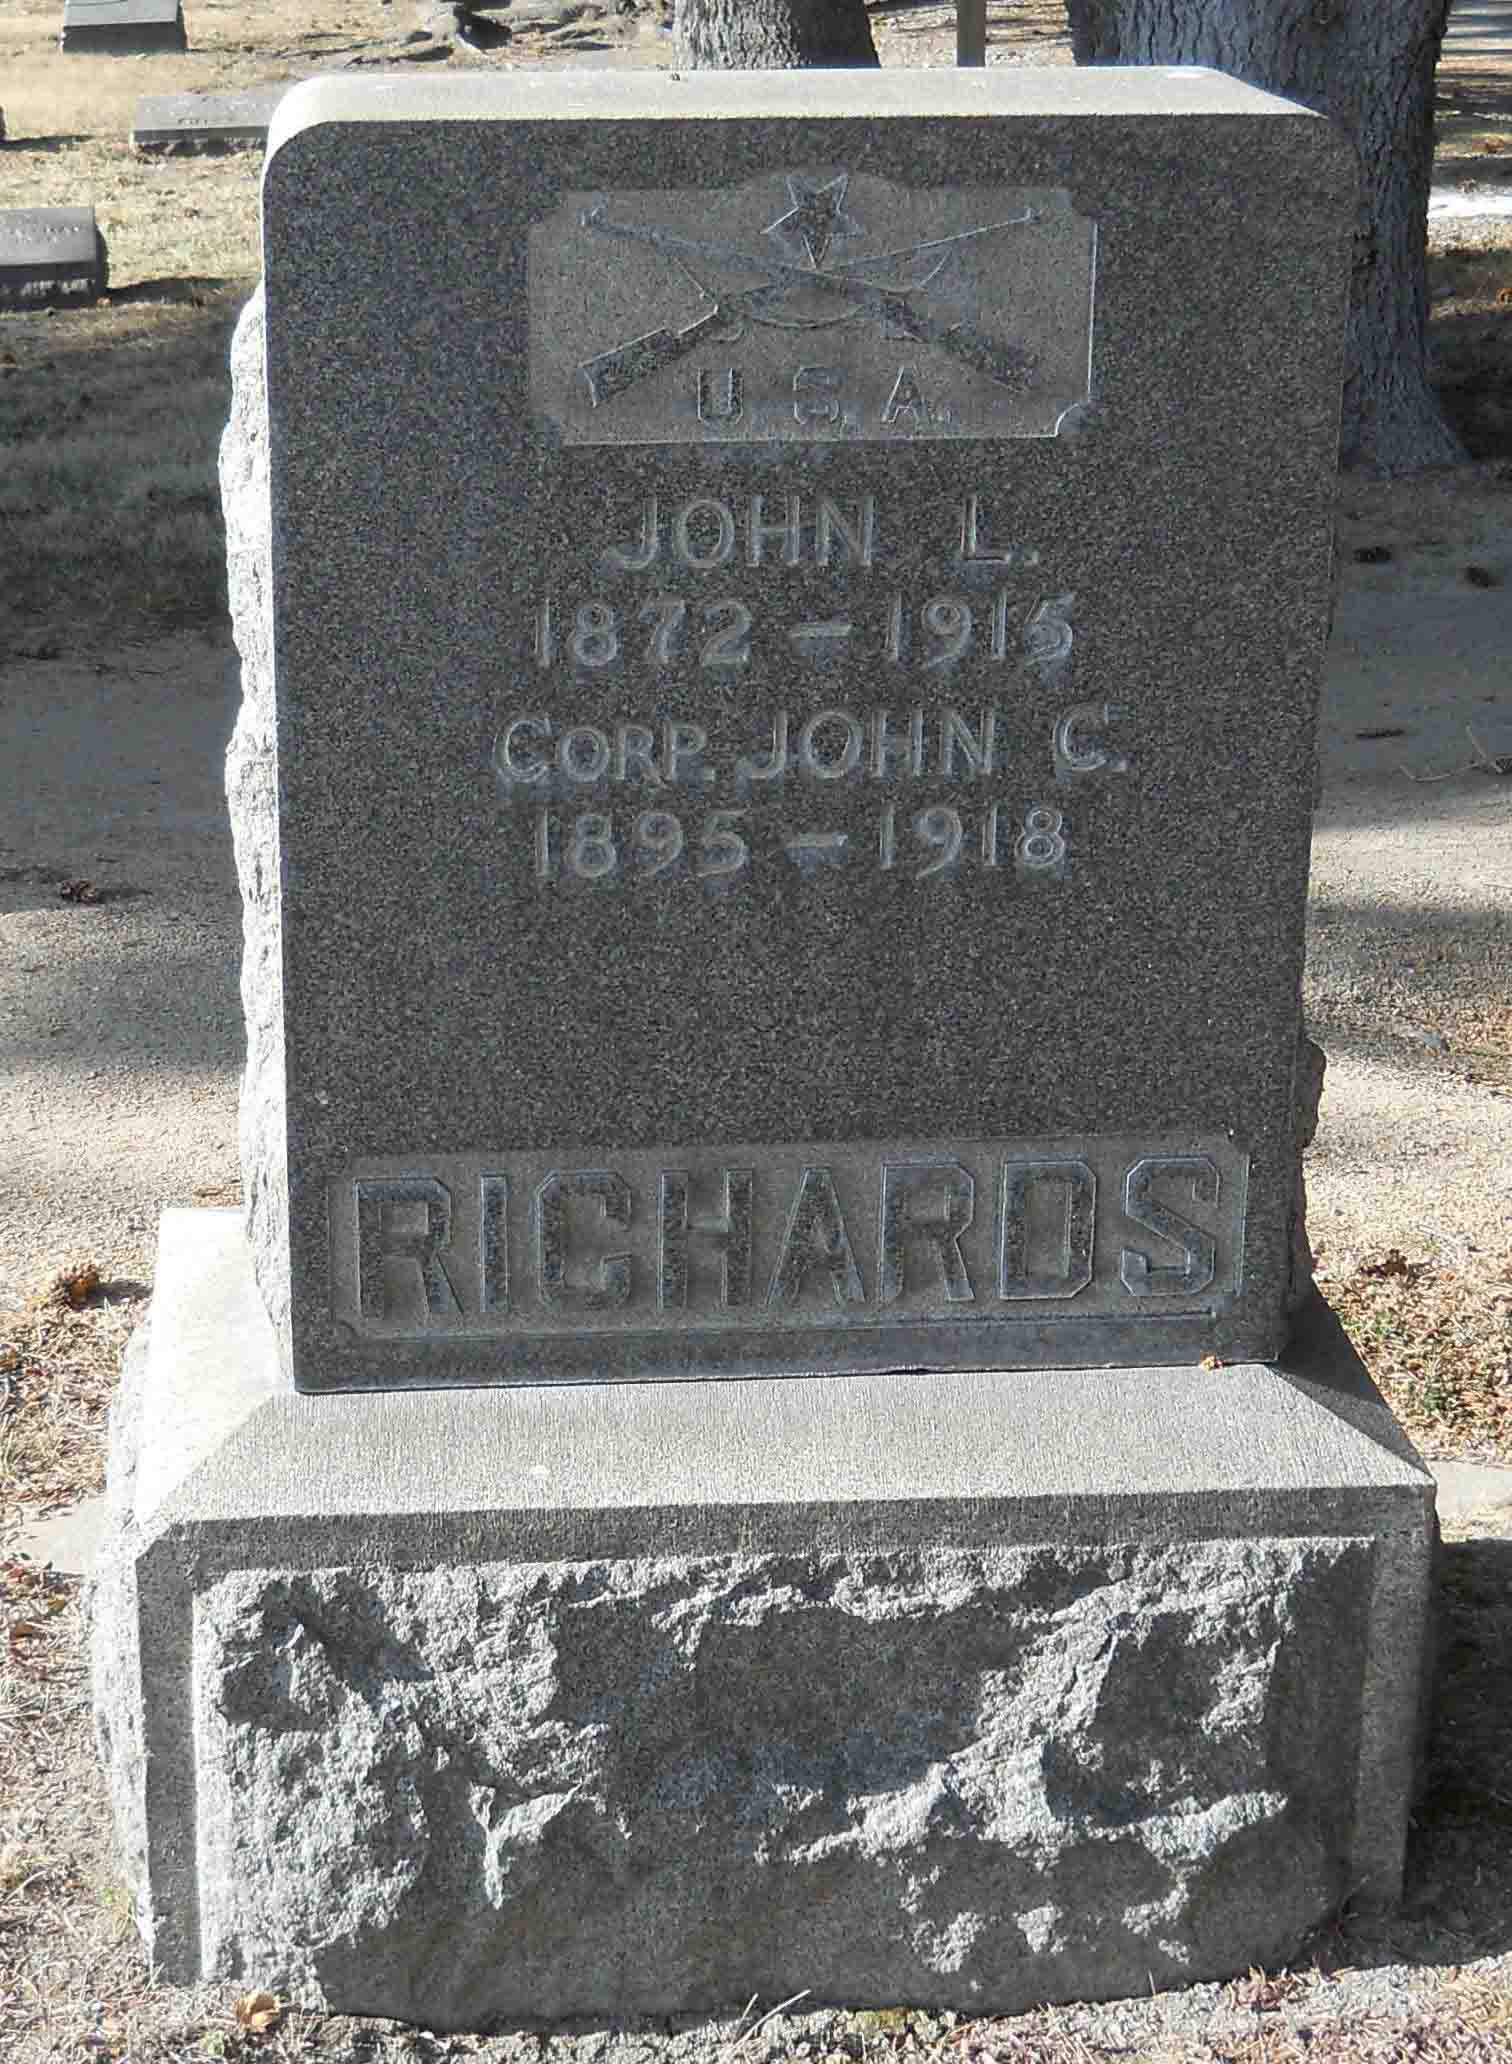 U.S.A.
JOHN L.
1872 – 1915
CORP. JOHN C.
1895 – 1918
RICHARDS